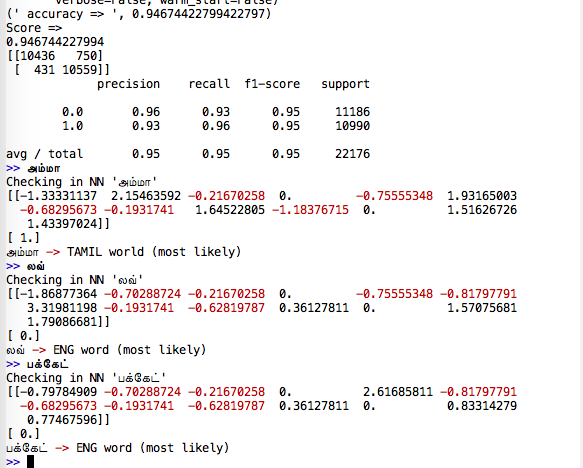 verbose=False, warm_start=False)
(' accuracy => ', 0.94674422799422797)
Score =>
0.946744227994
[[10436   750]
 [  431 10559]]
             precision    recall  f1-score   support

        0.0       0.96      0.93      0.95     11186
        1.0       0.93      0.96      0.95     10990

avg / total       0.95      0.95      0.95     22176
>> அம்மா
Checking in NN 'அம்மா'
[[-1.33331137  2.15463592 -0.21670258  0.         -0.75555348  1.93165003
  -0.68295673 -0.1931741   1.64522805 -1.18376715  0.          1.51626726
   1.43397024]]
[ 1.]
அம்மா -> TAMIL world (most likely)
>> லவ்
Checking in NN 'லவ்'
[[-1.86877364 -0.70288724 -0.21670258  0.         -0.75555348 -0.81797791
   3.31981198 -0.1931741  -0.62819787  0.36127811  0.          1.57075681
   1.79086681]]
[ 0.]
லவ் -> ENG word (most likely)
>> பக்கேட்
Checking in NN 'பக்கேட்'
[[-0.79784909 -0.70288724 -0.21670258  0.          2.61685811 -0.81797791
  -0.68295673 -0.1931741  -0.62819787  0.36127811  0.          0.83314279
   0.77467596]]
[ 0.]
பக்கேட் -> ENG word (most likely)
>>